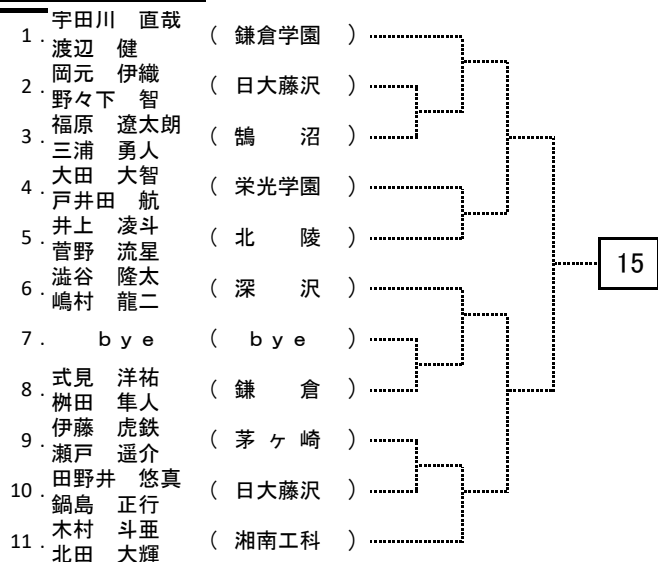 宇田川　直哉
1 . ( 鎌倉学園 )
渡辺　健
岡元　伊織
2 . ( 日大藤沢 )
野々下　智
福原　遼太朗
3 . ( 鵠　沼 )
三浦　勇人
大田　大智
4 . ( 栄光学園 )
戸井田　航
井上　凌斗
5 . ( 北　陵 )
菅野　流星
澁谷　隆太
6 . ( 深　沢 )
嶋村　龍二
15
7 . ｂｙｅ ( ｂｙｅ )
式見　洋祐
8 . ( 鎌　倉 )
桝田　隼人
伊藤　虎鉄
9 . ( 茅ヶ崎 )
瀬戸　遥介
田野井　悠真
10 . ( 日大藤沢 )
鍋島　正行
木村　斗亜
11 . ( 湘南工科 )
北田　大輝